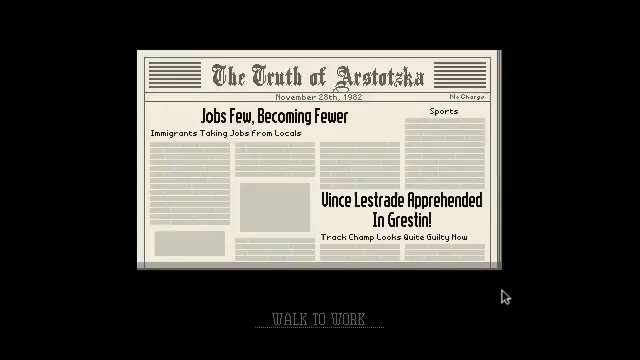 The Truth of Arstotzka
November 28th, 1982
No Charge
Jobs Few, Becoming Fewer
Immigrants Taking Jobs From Locals
Sports
Vince Lestrade Apprehended
In Grestin!
Track Champ Looks Quite Guilty Now
WALK TO WORK